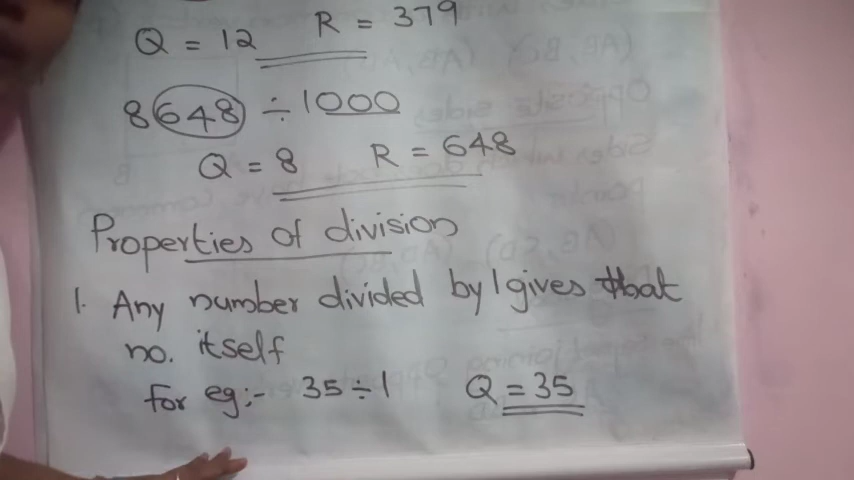 Q = 12 R = 379
8648 ÷ 1000
Q = 8 R = 648
Properties of division
1. Any number divided by 1 gives that
no. itself
for eg:- 35 ÷ 1 Q = 35